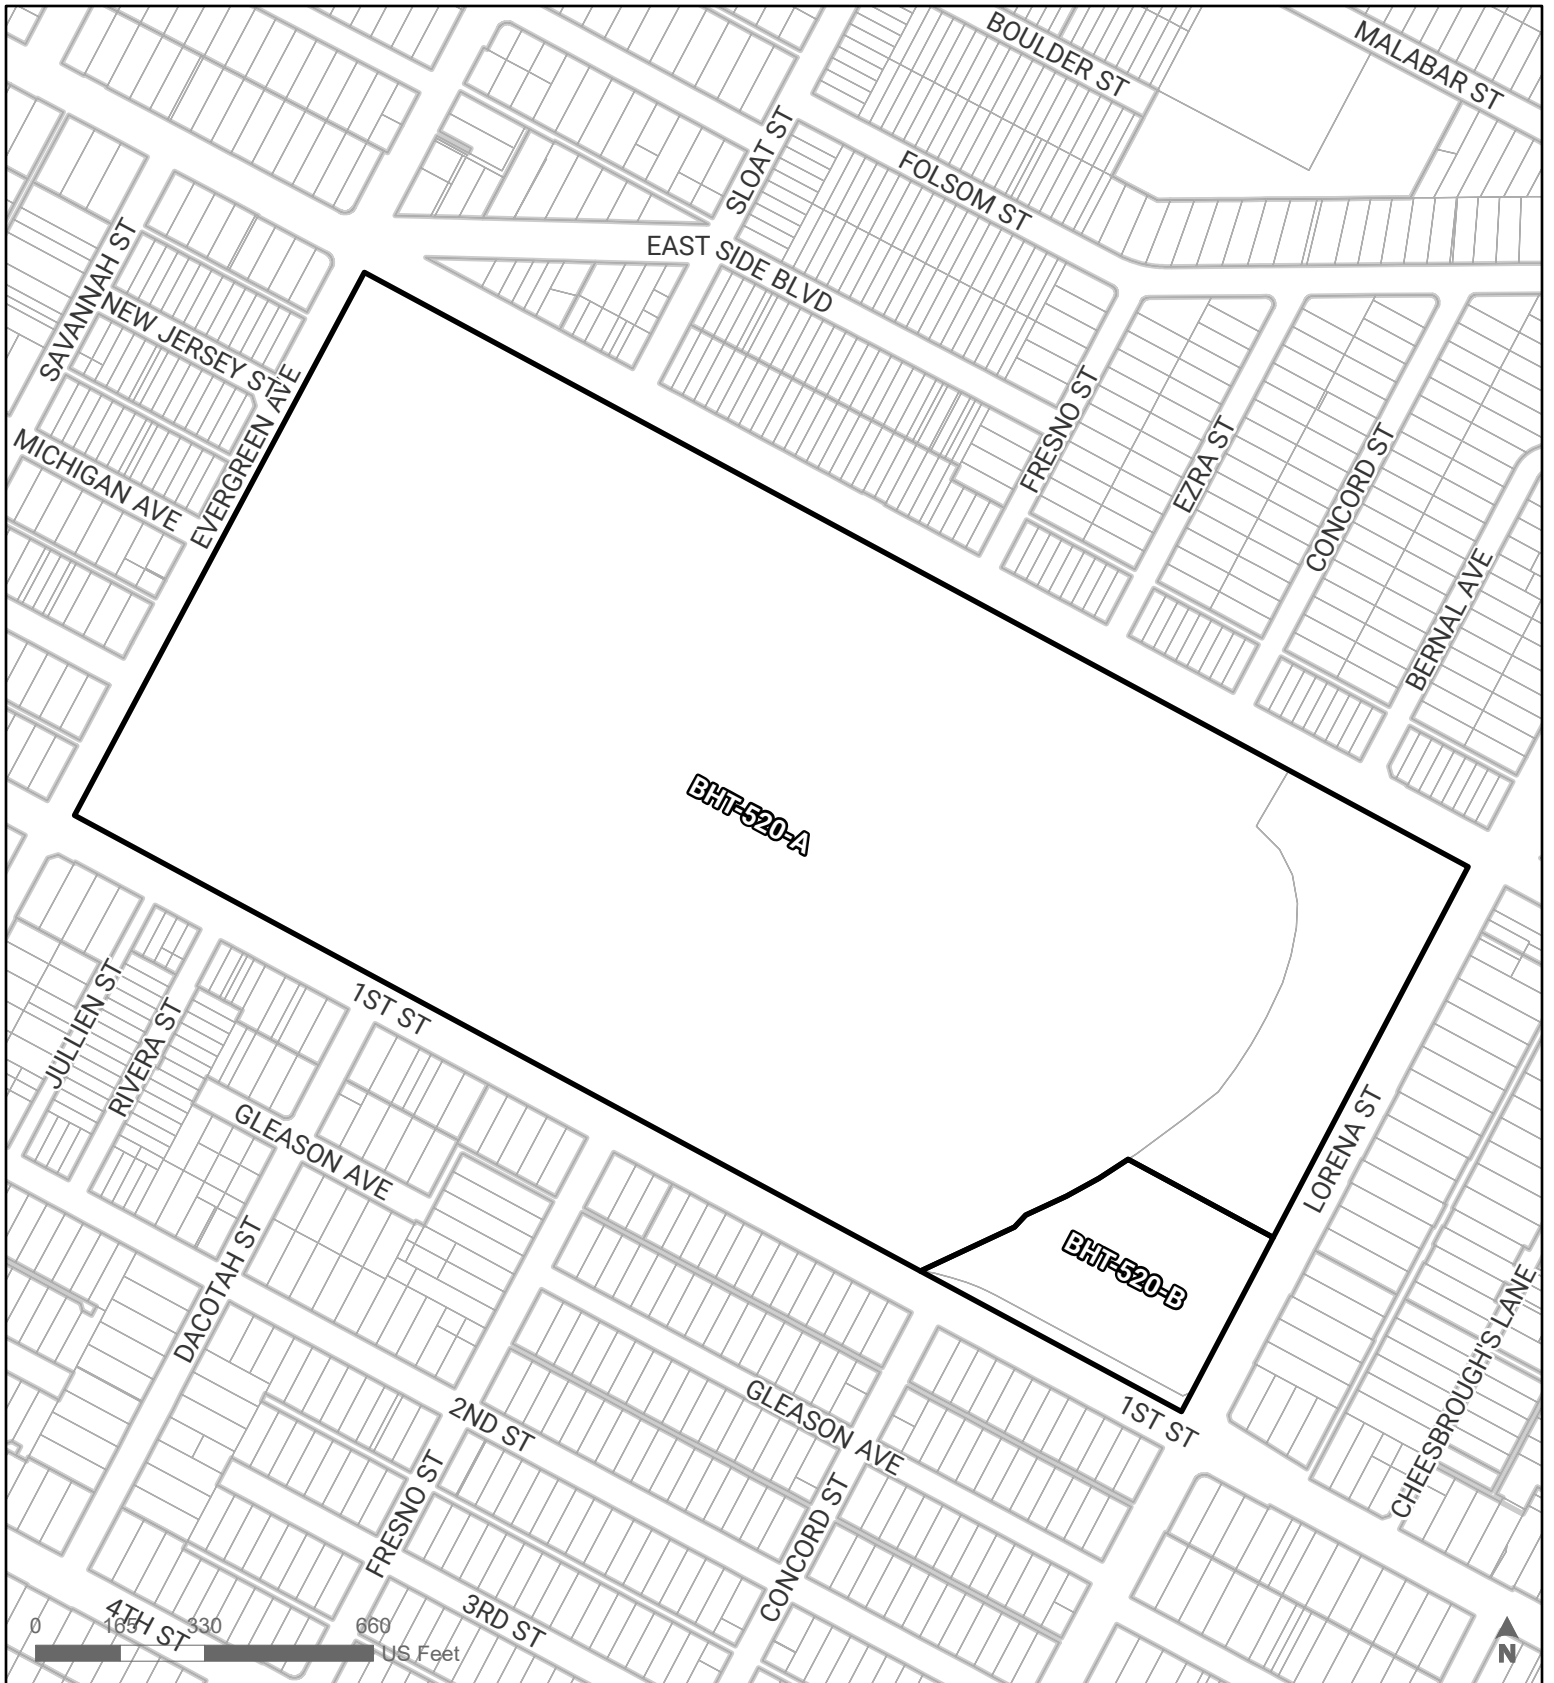 BOULDER ST
MALABAR ST
SLOAT ST
FOLSOM ST
EAST SIDE BLVD
SAVANNAH ST
NEW JERSEY ST
EVERGREEN AVE
MICHIGAN AVE
FRESNO ST
EZRA ST
CONCORD ST
BERNAL AVE
BHT-520-A
1ST ST
JULLIEN ST
RIVERA ST
GLEASON AVE
LORENA ST
BHT-520-B
DACOTAH ST
CHEESBROUGH'S LANE
2ND ST
GLEASON AVE
1ST ST
FRESNO ST
CONCORD ST
3RD ST
4TH ST
0 165 330 660
US Feet
N